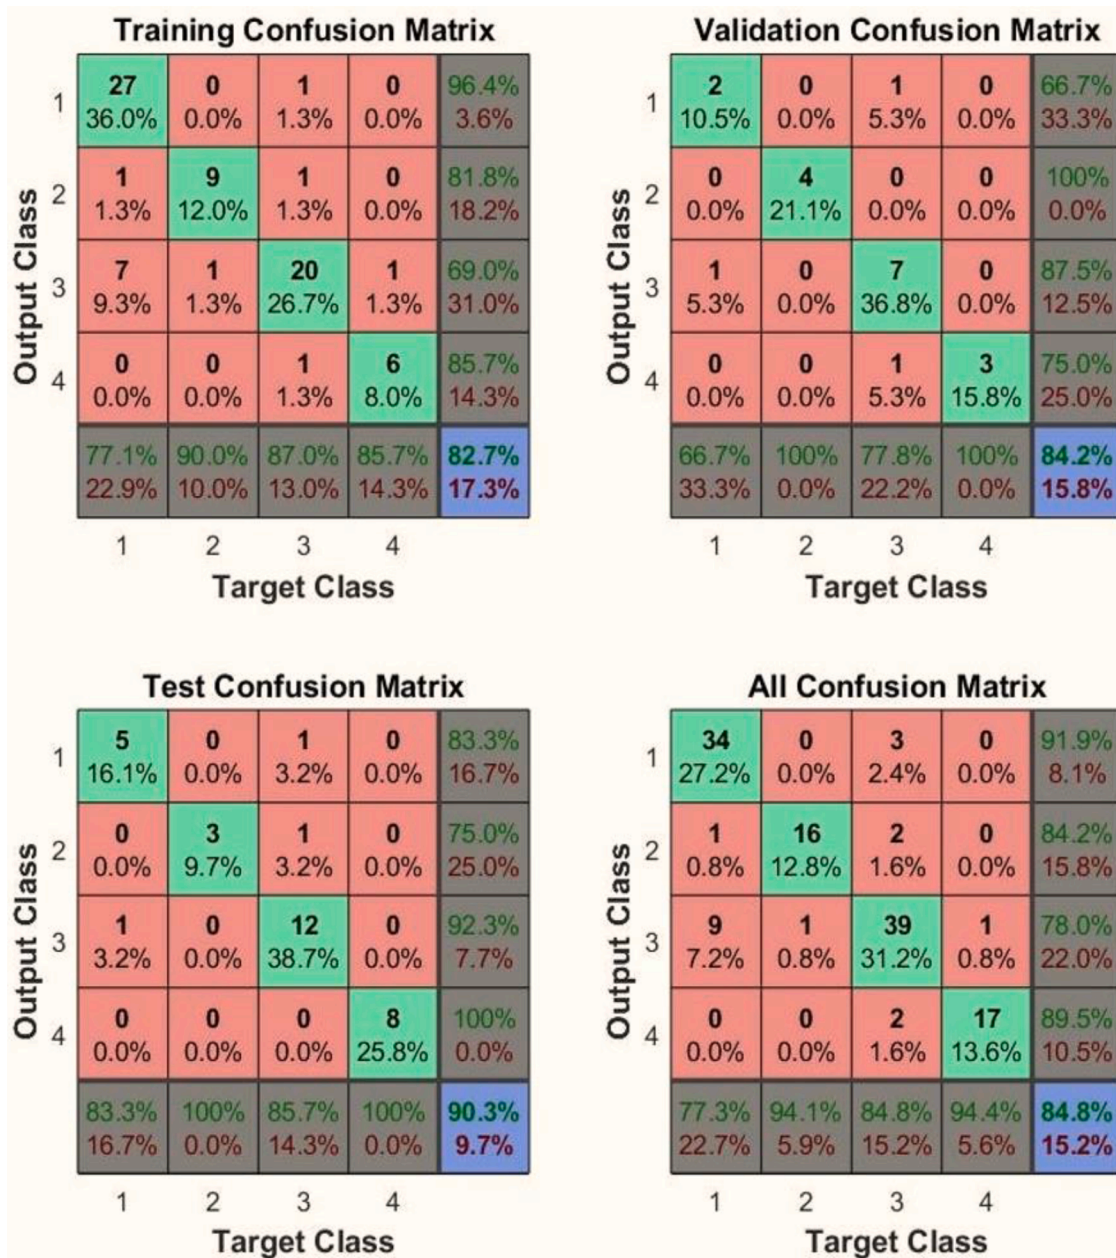 Training Confusion Matrix
Output Class
1
27 0 1 0 96.4%
36.0% 0.0% 1.3% 0.0% 3.6%
2
1 9 1 0 81.8%
1.3% 12.0% 1.3% 0.0% 18.2%
3
7 1 20 1 69.0%
9.3% 1.3% 26.7% 1.3% 31.0%
4
0 0 1 6 85.7%
0.0% 0.0% 1.3% 8.0% 14.3%
77.1% 90.0% 87.0% 85.7% 82.7%
22.9% 10.0% 13.0% 14.3% 17.3%
1 2 3 4
Target Class
Validation Confusion Matrix
Output Class
1
2 0 1 0 66.7%
10.5% 0.0% 5.3% 0.0% 33.3%
2
0 4 0 0 100%
0.0% 21.1% 0.0% 0.0% 0.0%
3
1 0 7 0 87.5%
5.3% 0.0% 36.8% 0.0% 12.5%
4
0 0 1 3 75.0%
0.0% 0.0% 5.3% 15.8% 25.0%
66.7% 100% 77.8% 100% 84.2%
33.3% 0.0% 22.2% 0.0% 15.8%
1 2 3 4
Target Class
Test Confusion Matrix
Output Class
1
5 0 1 0 83.3%
16.1% 0.0% 3.2% 0.0% 16.7%
2
0 3 1 0 75.0%
0.0% 9.7% 3.2% 0.0% 25.0%
3
1 0 12 0 92.3%
3.2% 0.0% 38.7% 0.0% 7.7%
4
0 0 0 8 100%
0.0% 0.0% 0.0% 25.8% 0.0%
83.3% 100% 85.7% 100% 90.3%
16.7% 0.0% 14.3% 0.0% 9.7%
1 2 3 4
Target Class
All Confusion Matrix
Output Class
1
34 0 3 0 91.9%
27.2% 0.0% 2.4% 0.0% 8.1%
2
1 16 2 0 84.2%
0.8% 12.8% 1.6% 0.0% 15.8%
3
9 1 39 1 78.0%
7.2% 0.8% 31.2% 0.8% 22.0%
4
0 0 2 17 89.5%
0.0% 0.0% 1.6% 13.6% 10.5%
77.3% 94.1% 84.8% 94.4% 84.8%
22.7% 5.9% 15.2% 5.6% 15.2%
1 2 3 4
Target Class